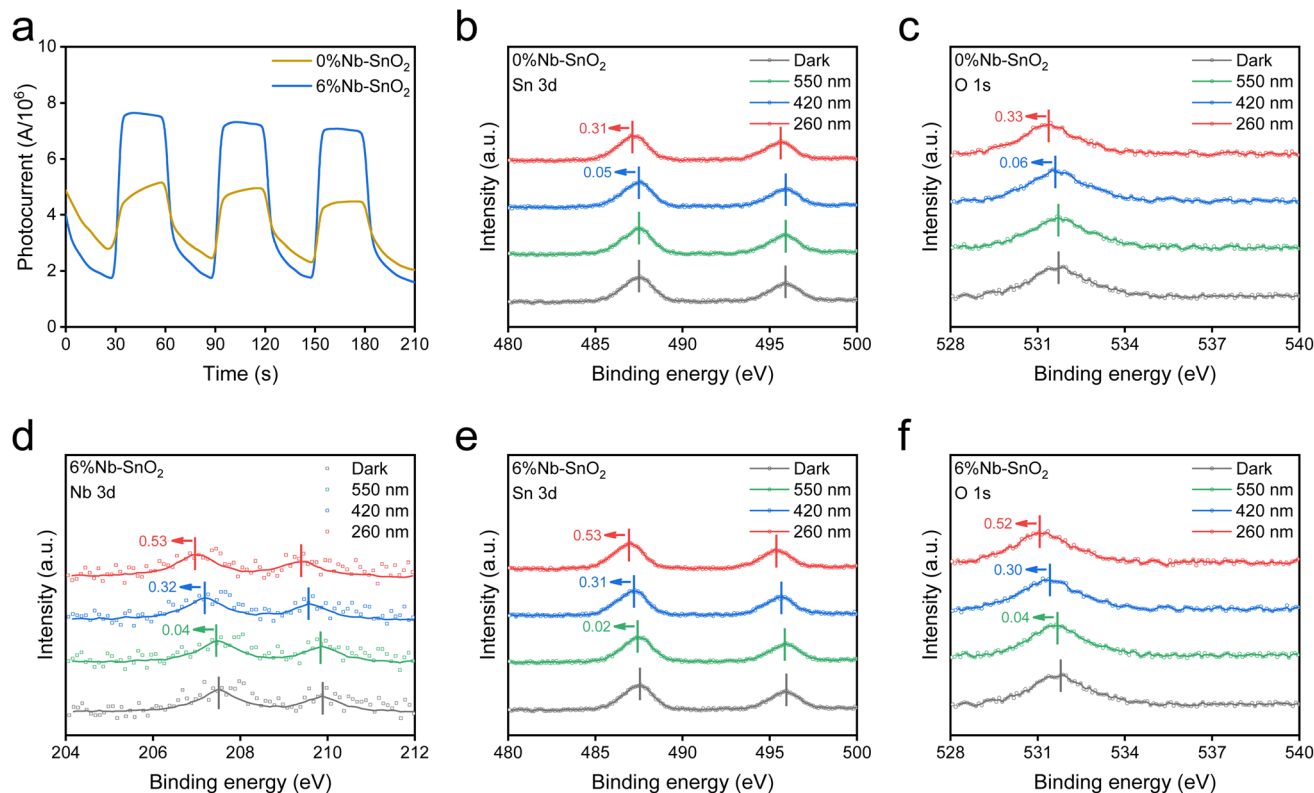 a
10
8
6
4
2
0
Photocurrent (A/10⁶)
0%Nb-SnO₂
6%Nb-SnO₂
0 30 60 90 120 150 180 210
Time (s)
b
0%Nb-SnO₂
Sn 3d
Dark
550 nm
420 nm
260 nm
0.31
0.05
Intensity (a.u.)
480 485 490 495 500
Binding energy (eV)
c
0%Nb-SnO₂
O 1s
Dark
550 nm
420 nm
260 nm
0.33
0.06
Intensity (a.u.)
528 531 534 537 540
Binding energy (eV)
d
6%Nb-SnO₂
Nb 3d
Dark
550 nm
420 nm
260 nm
0.53
0.32
0.04
Intensity (a.u.)
204 206 208 210 212
Binding energy (eV)
e
6%Nb-SnO₂
Sn 3d
Dark
550 nm
420 nm
260 nm
0.53
0.31
0.02
Intensity (a.u.)
480 485 490 495 500
Binding energy (eV)
f
6%Nb-SnO₂
O 1s
Dark
550 nm
420 nm
260 nm
0.52
0.30
0.04
Intensity (a.u.)
528 531 534 537 540
Binding energy (eV)